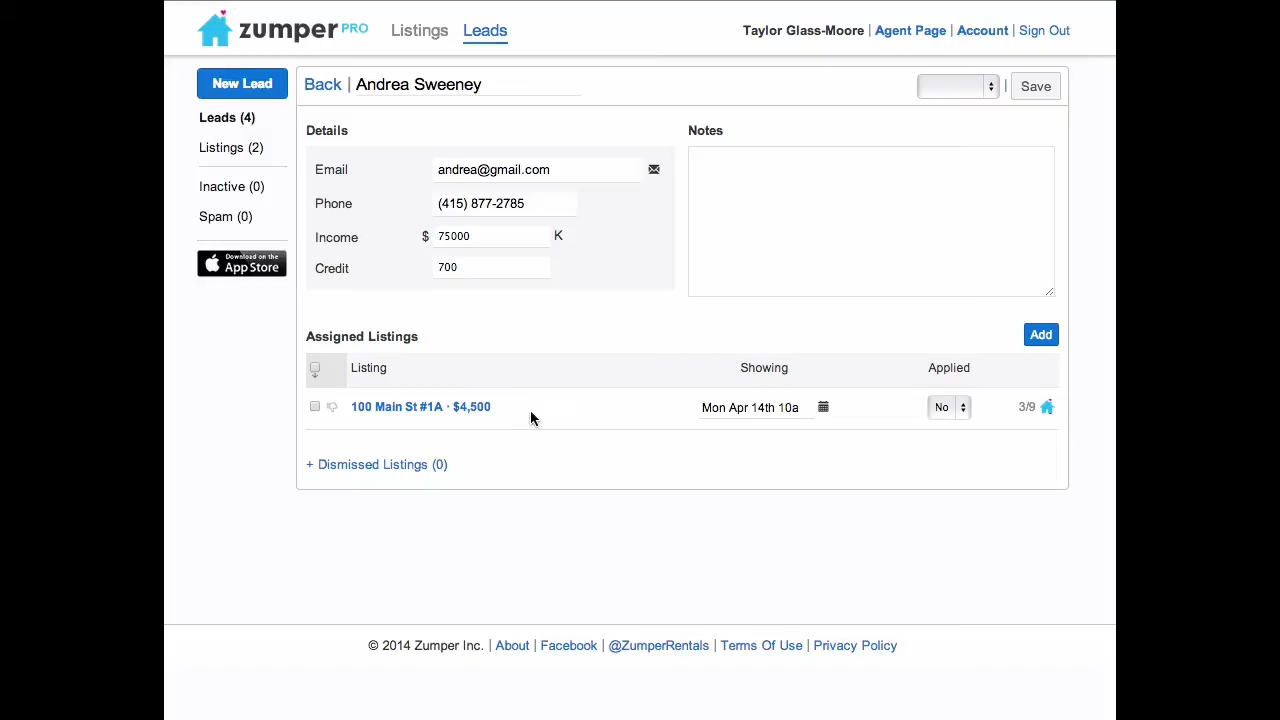 zumper PRO Listings Leads Taylor Glass-Moore | Agent Page | Account | Sign Out
New Lead Back | Andrea Sweeney | Save
Leads (4)
Details Notes
Listings (2)
Email andrea@gmail.com
Inactive (0)
Phone (415) 877-2785
Spam (0)
Income $ 75000 K
Download on the
App Store
Credit 700
Assigned Listings Add
Listing Showing Applied
100 Main St #1A · $4,500 Mon Apr 14th 10a No 3/9
+ Dismissed Listings (0)
© 2014 Zumper Inc. | About | Facebook | @ZumperRentals | Terms Of Use | Privacy Policy